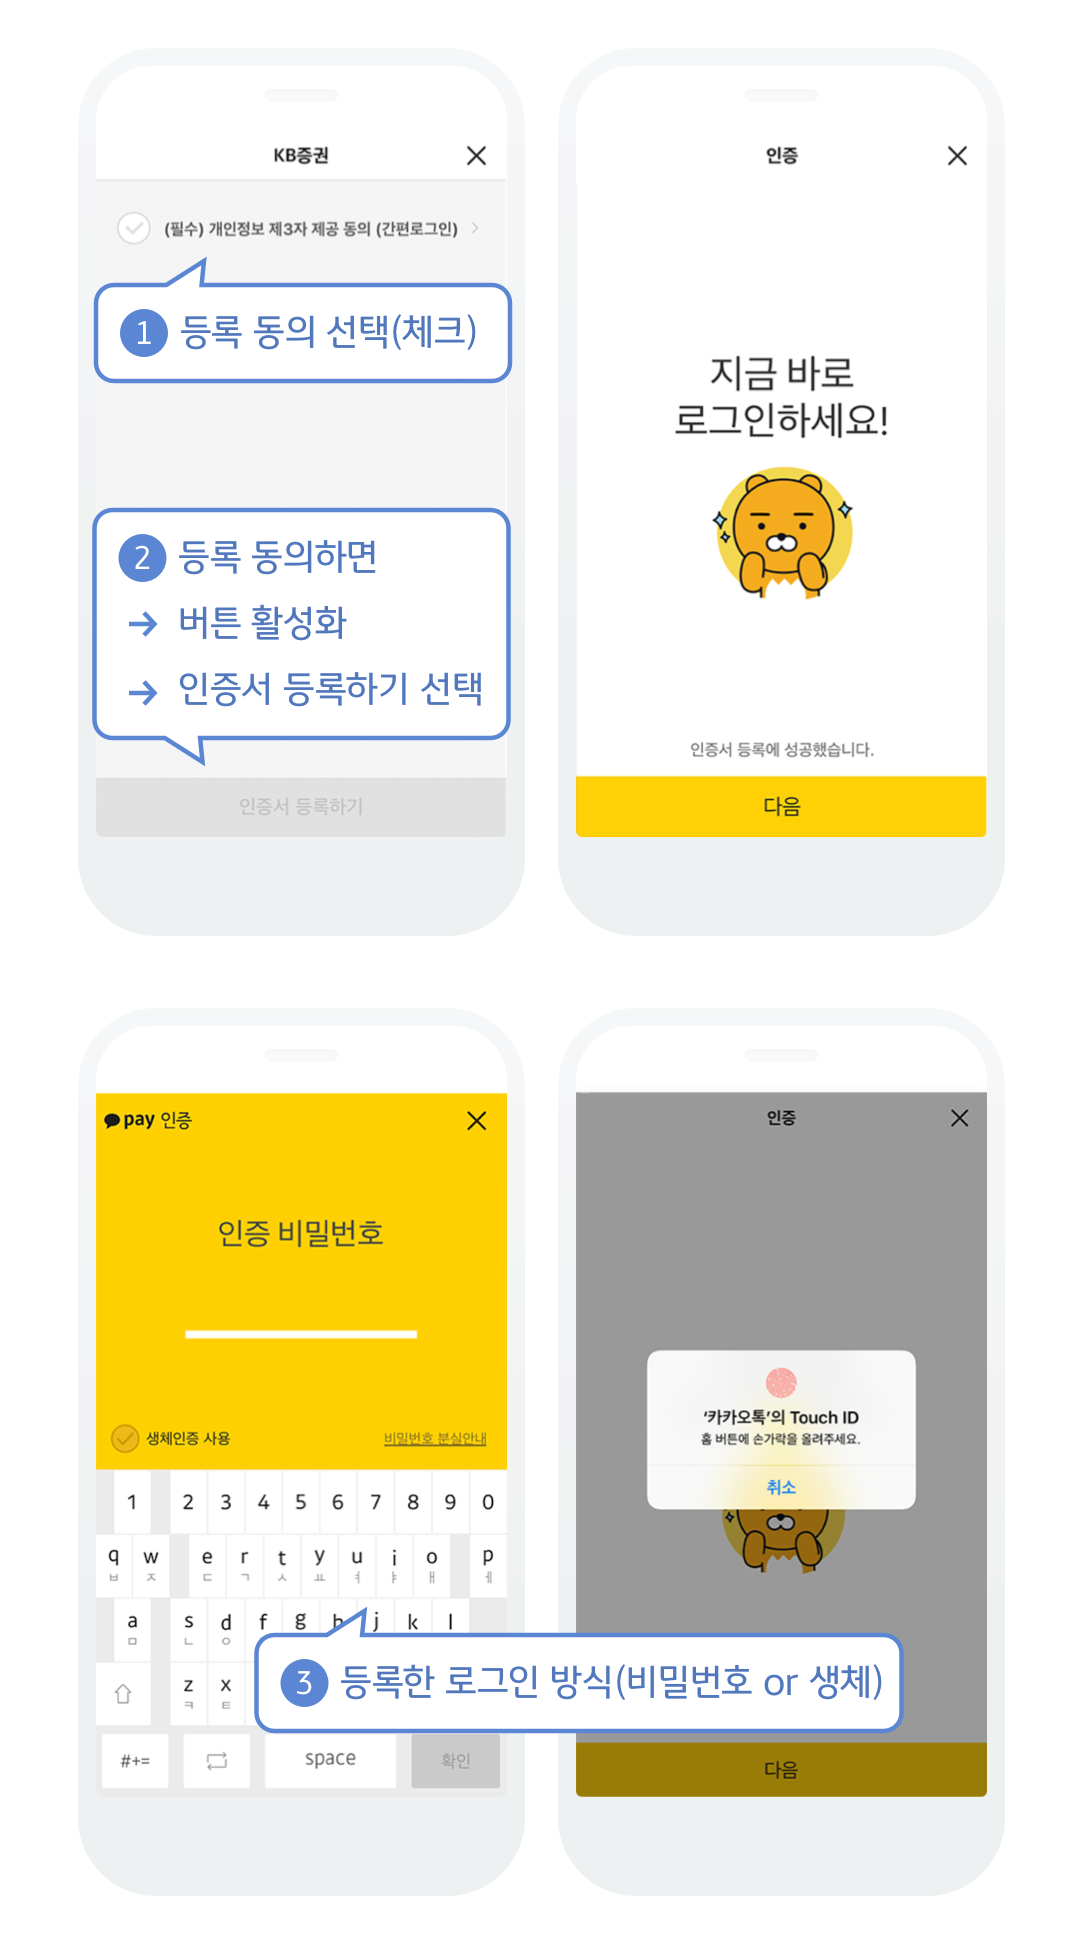 KB증권
(필수) 개인정보 제3자 제공 동의 (간편로그인)
1 등록 동의 선택(체크)
2 등록 동의하면
→ 버튼 활성화
→ 인증서 등록하기 선택
인증서 등록하기
인증
지금 바로
로그인하세요!
인증서 등록에 성공했습니다.
다음
pay 인증
인증 비밀번호
생체인증 사용
비밀번호 분실안내
1 2 3 4 5 6 7 8 9 0
q w e r t y u i o p
ㅂ ㅈ ㄷ ㄱ ㅅ ㅛ ㅕ ㅑ ㅐ ㅔ
a s d f g h j k l
ㅁ ㄴ ㅇ
z x
ㅋ ㅌ
#+= space 확인
인증
'카카오톡'의 Touch ID
홈 버튼에 손가락을 올려주세요.
취소
3 등록한 로그인 방식(비밀번호 or 생체)
다음